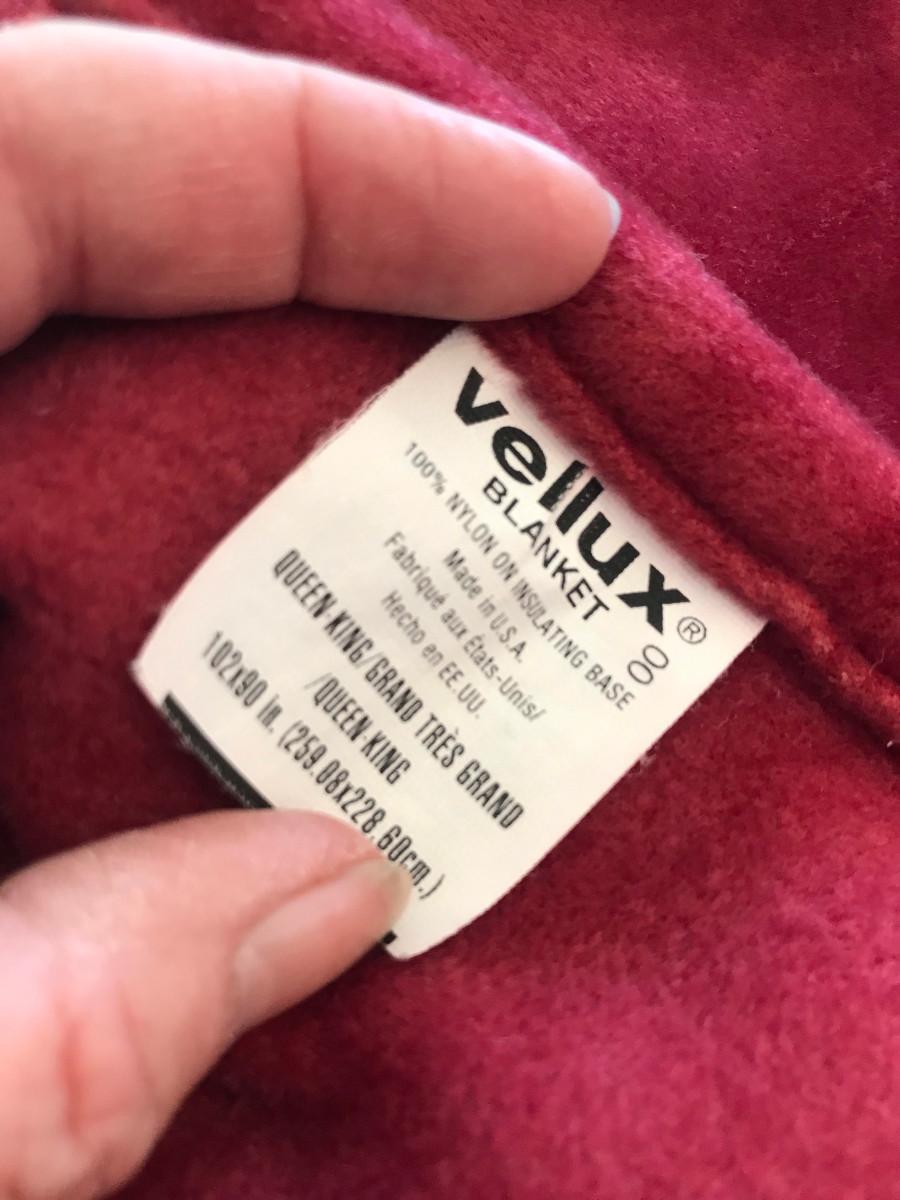 vellux®
BLANKET
100% NYLON ON INSULATING BASE
Made in U.S.A.
Fabriqué aux États-Unis/
Hecho en EE.UU.
QUEEN-KING/GRAND TRÈS GRAND
/QUEEN-KING
102x90 in. (259.08x228.60cm.)